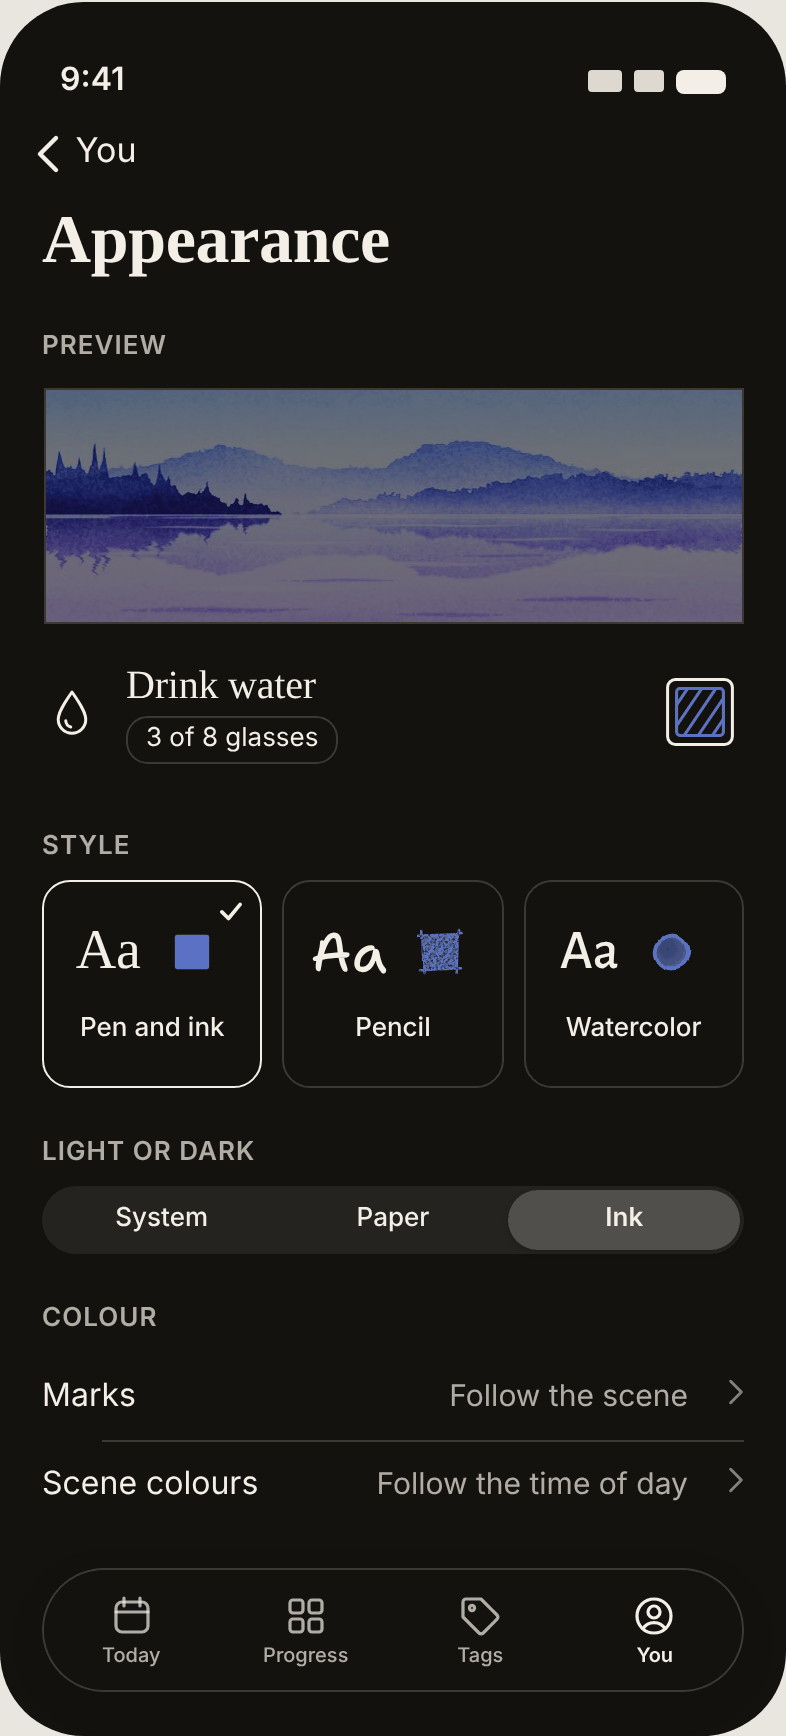 9:41
You
Appearance
PREVIEW
Drink water
3 of 8 glasses
STYLE
Aa
Pen and ink
Aa
Pencil
Aa
Watercolor
LIGHT OR DARK
System
Paper
Ink
COLOUR
Marks
Follow the scene
Scene colours
Follow the time of day
Today
Progress
Tags
You